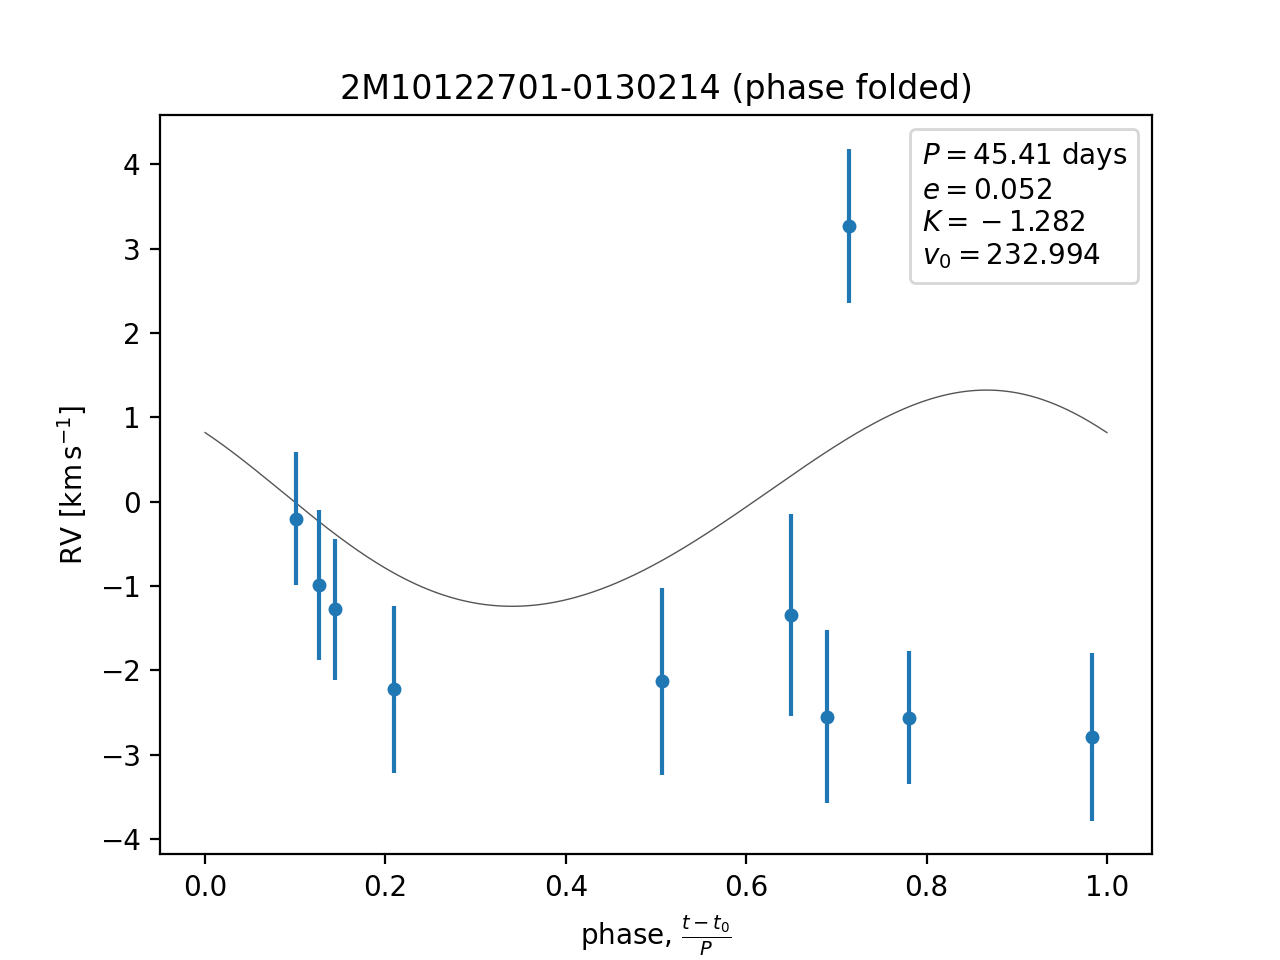 2M10122701-0130214 (phase folded)
P = 45.41 days
e = 0.052
K = −1.282
v₀ = 232.994
4
3
2
1
0
−1
−2
−3
−4
RV [km s⁻¹]
0.0 0.2 0.4 0.6 0.8 1.0
phase, (t − t₀)/P